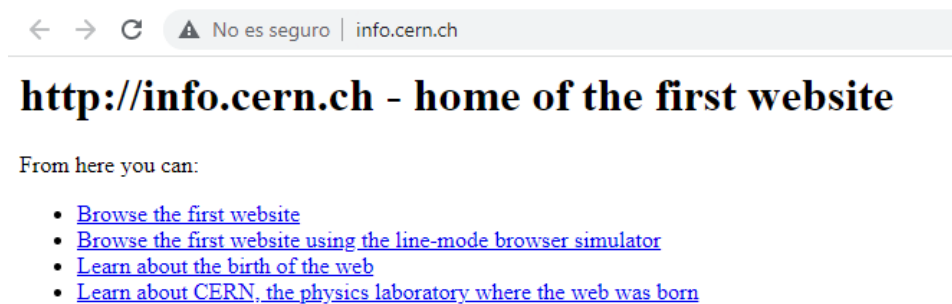 No es seguro | info.cern.ch
http://info.cern.ch - home of the first website
From here you can:
• Browse the first website
• Browse the first website using the line-mode browser simulator
• Learn about the birth of the web
• Learn about CERN, the physics laboratory where the web was born